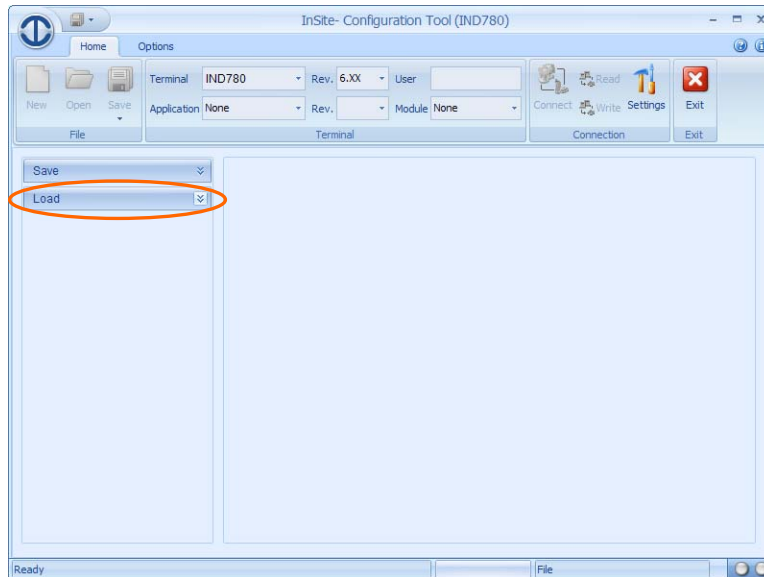 InSite- Configuration Tool (IND780)
Home Options
Terminal IND780 Rev. 6.XX User
Read
New Open Save Application None Rev. Module None Connect Write Settings Exit
File Terminal Connection Exit
Save
Load
Ready File